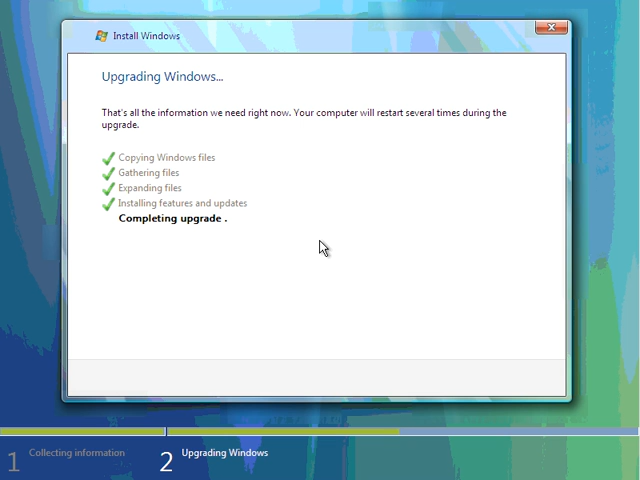 Install Windows
Upgrading Windows...
That's all the information we need right now. Your computer will restart several times during the
upgrade.
Copying Windows files
Gathering files
Expanding files
Installing features and updates
Completing upgrade .
1 Collecting information
2 Upgrading Windows